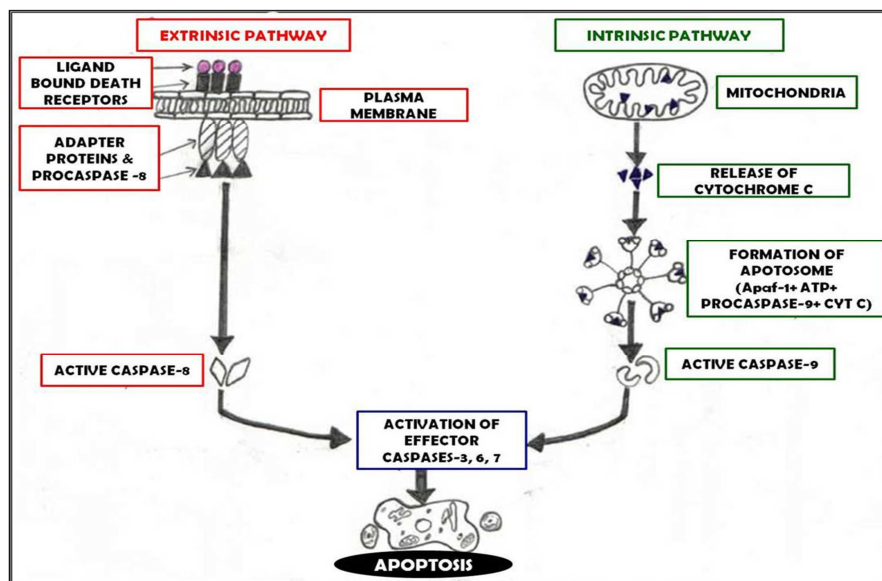 EXTRINSIC PATHWAY
INTRINSIC PATHWAY
LIGAND
BOUND DEATH
RECEPTORS
PLASMA
MEMBRANE
MITOCHONDRIA
ADAPTER
PROTEINS &
PROCASPASE -8
RELEASE OF
CYTOCHROME C
FORMATION OF
APOTOSOME
(Apaf-1+ ATP+
PROCASPASE-9+ CYT C)
ACTIVE CASPASE-8
ACTIVE CASPASE-9
ACTIVATION OF
EFFECTOR
CASPASES-3, 6, 7
APOPTOSIS